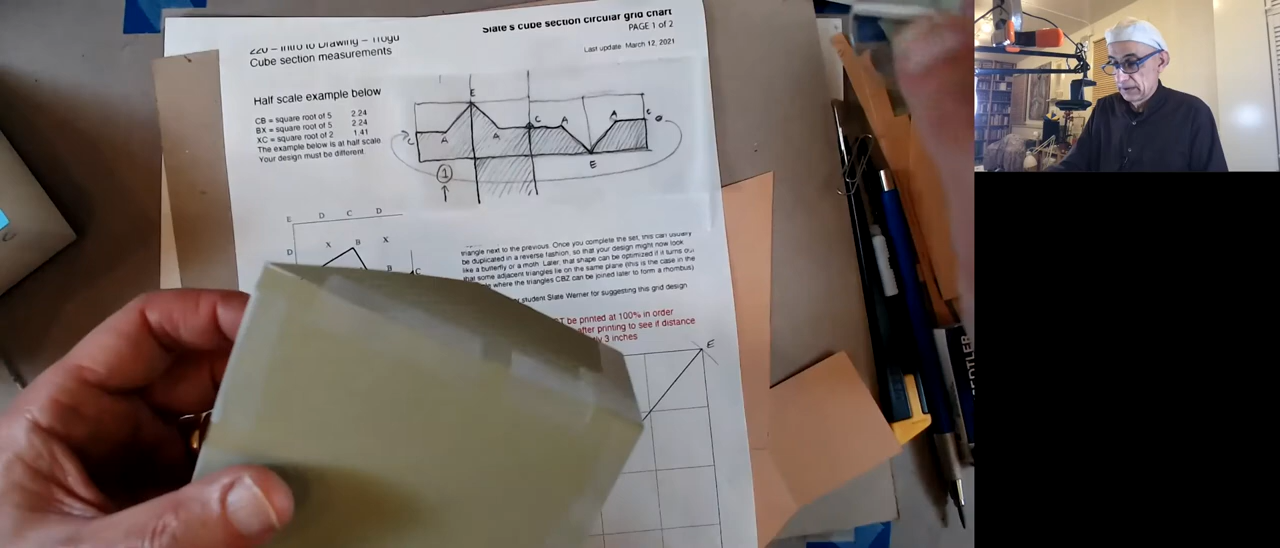 220 – Intro to Drawing – Trogu
Cube section measurements
Slate's cube section circular grid chart
PAGE 1 of 2
Last update March 12, 2021
Half scale example below
CB = square root of 5 2.24
BX = square root of 5 2.24
XC = square root of 2 1.41
The example below is at half scale
Your design must be different
E
C A A C A A C
E
1
E D C D
D X B X
B C
triangle next to the previous. Once you complete the set, this can usually
be duplicated in a reverse fashion, so that your design might now look
like a butterfly or a moth. Later, that shape can be optimized if it turns out
that some adjacent triangles lie on the same plane (this is the case in the
where the triangles CBZ can be joined later to form a rhombus)
student Slate Werner for suggesting this grid design
be printed at 100% in order
after printing to see if distance
3 inches
E
C